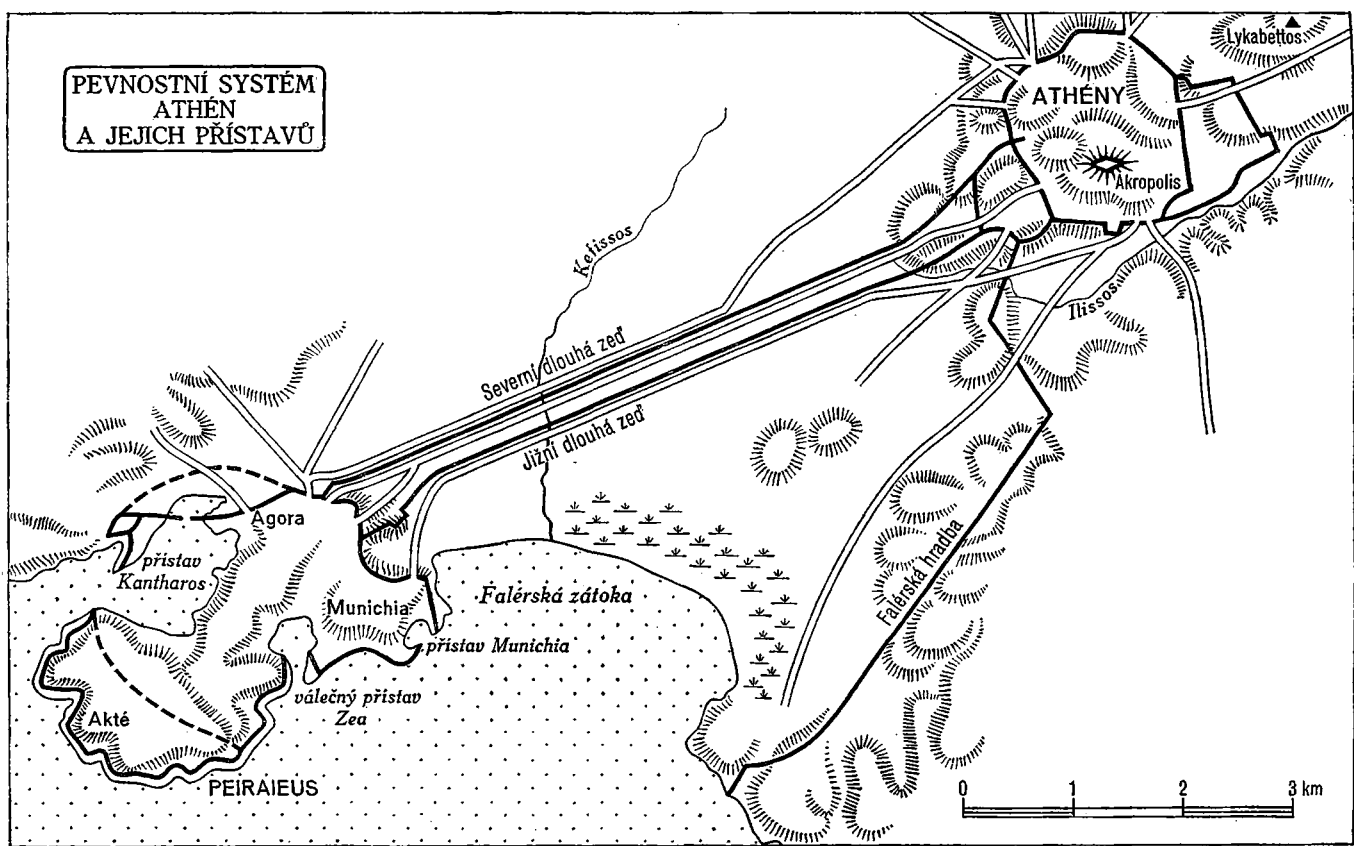 PEVNOSTNÍ SYSTÉM
ATHÉN
A JEJICH PŘÍSTAVŮ
Lykabettos
ATHÉNY
Akropolis
Kefissos
Ilissos
Severní dlouhá zeď
Jižní dlouhá zeď
Agora
přístav
Kantharos
Falérská hradba
Munichia
Falérská zátoka
přístav Munichia
válečný přístav
Zea
Akté
PEIRAIEUS
0 1 2 3 km